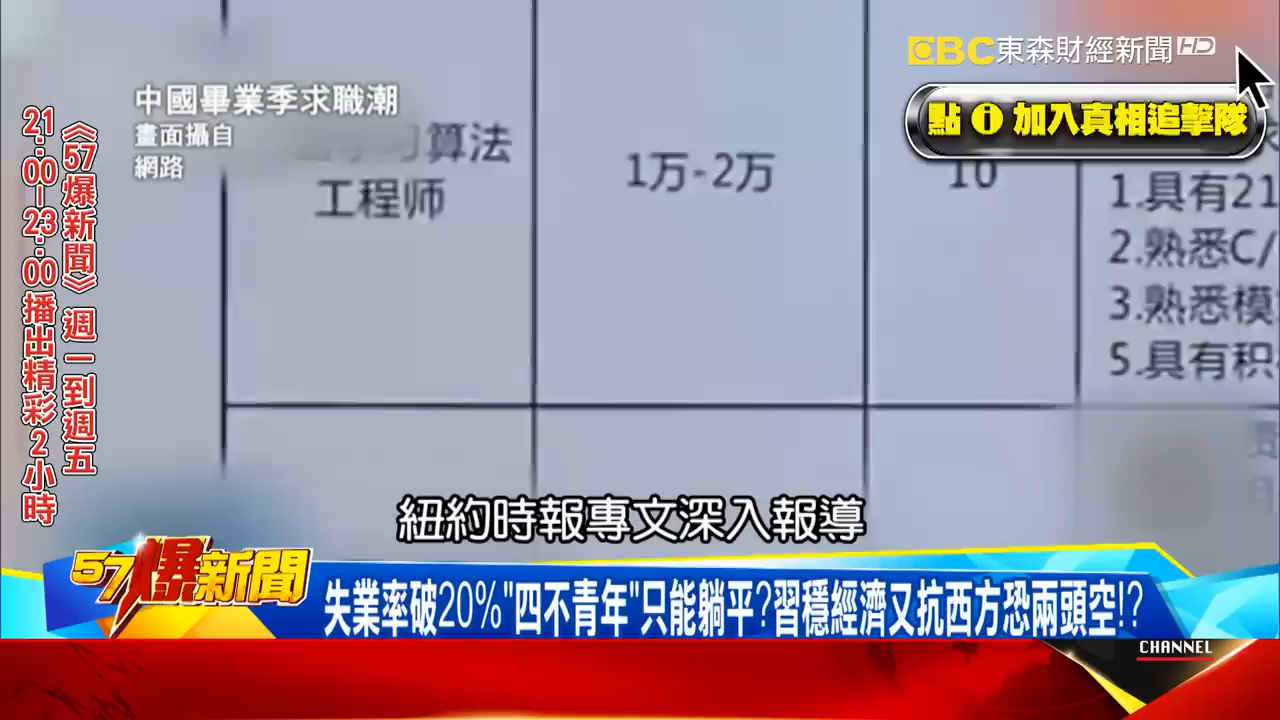 EBC東森財經新聞HD
點 i 加入真相追擊隊
中國畢業季求職潮
畫面攝自
網路
《57爆新聞》週一到週五
21:00—23:00播出精彩2小時
算法
工程师
1万-2万
10
1.具有21
2.熟悉C/
3.熟悉模
5.具有积
紐約時報專文深入報導
57爆新聞
失業率破20%"四不青年"只能躺平?習穩經濟又抗西方恐兩頭空!?
CHANNEL